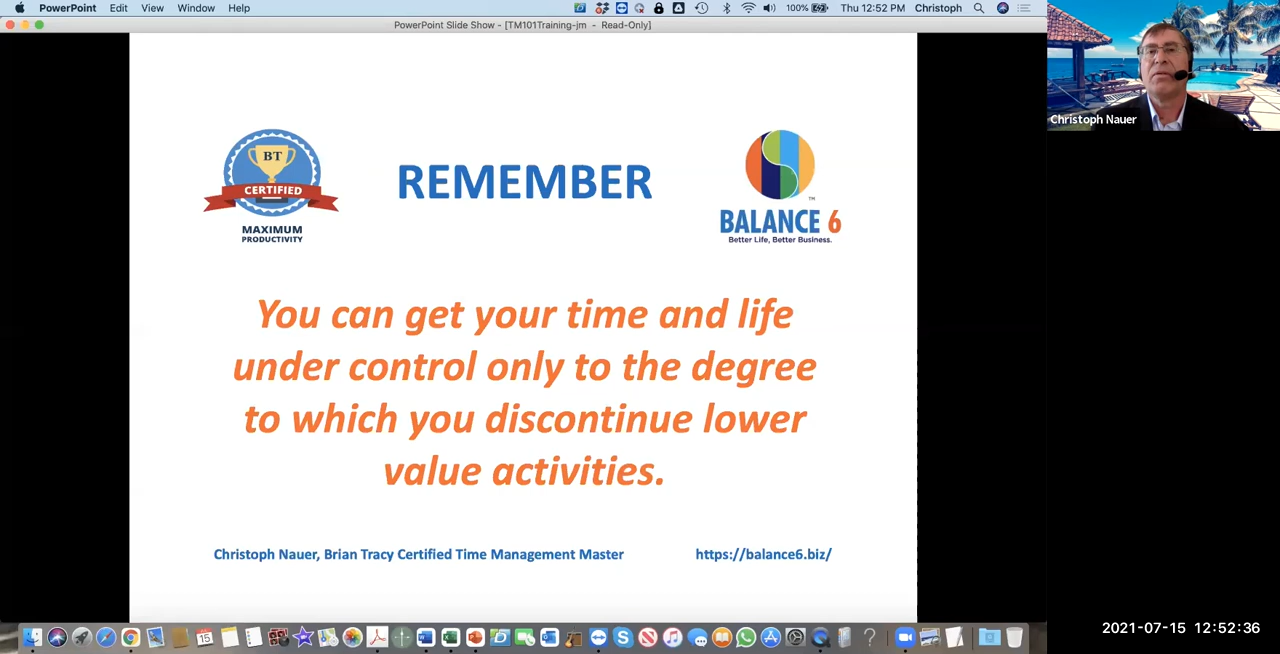 PowerPoint Edit View Window Help
100% Thu 12:52 PM Christoph
PowerPoint Slide Show - [TM101Training-jm - Read-Only]
Christoph Nauer
BT
CERTIFIED
MAXIMUM
PRODUCTIVITY
REMEMBER
BALANCE 6
TM
Better Life, Better Business.
You can get your time and life
under control only to the degree
to which you discontinue lower
value activities.
Christoph Nauer, Brian Tracy Certified Time Management Master
https://balance6.biz/
15
2021-07-15 12:52:36